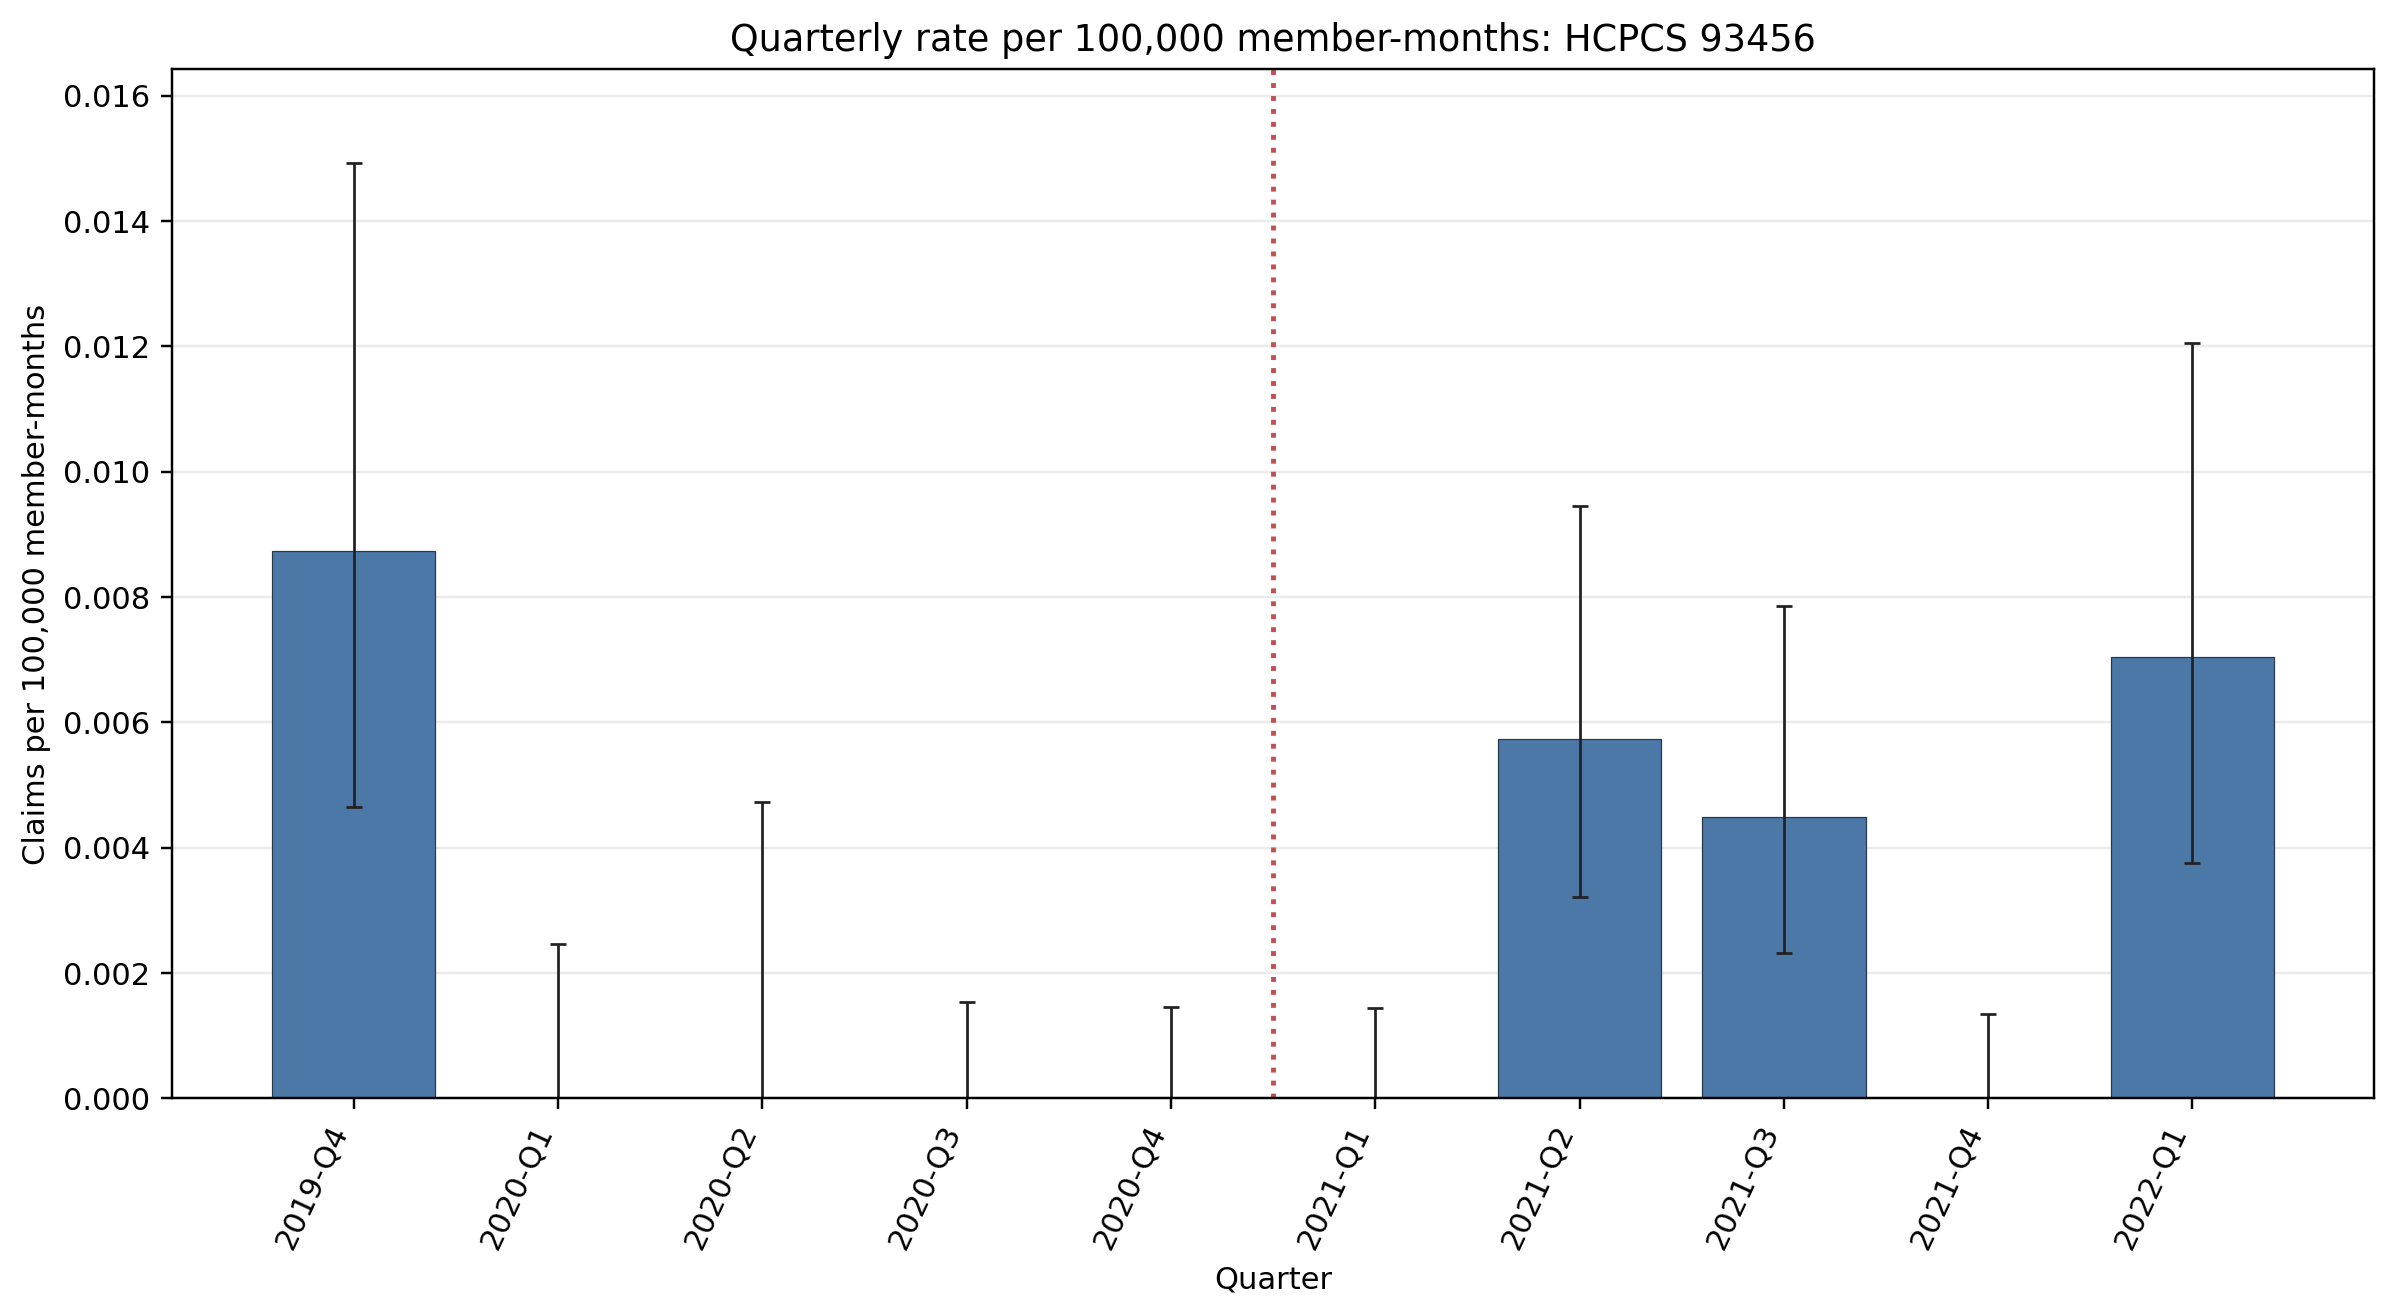 Quarterly rate per 100,000 member-months: HCPCS 93456
Claims per 100,000 member-months
0.016
0.014
0.012
0.010
0.008
0.006
0.004
0.002
0.000
2019-Q4
2020-Q1
2020-Q2
2020-Q3
2020-Q4
2021-Q1
2021-Q2
2021-Q3
2021-Q4
2022-Q1
Quarter